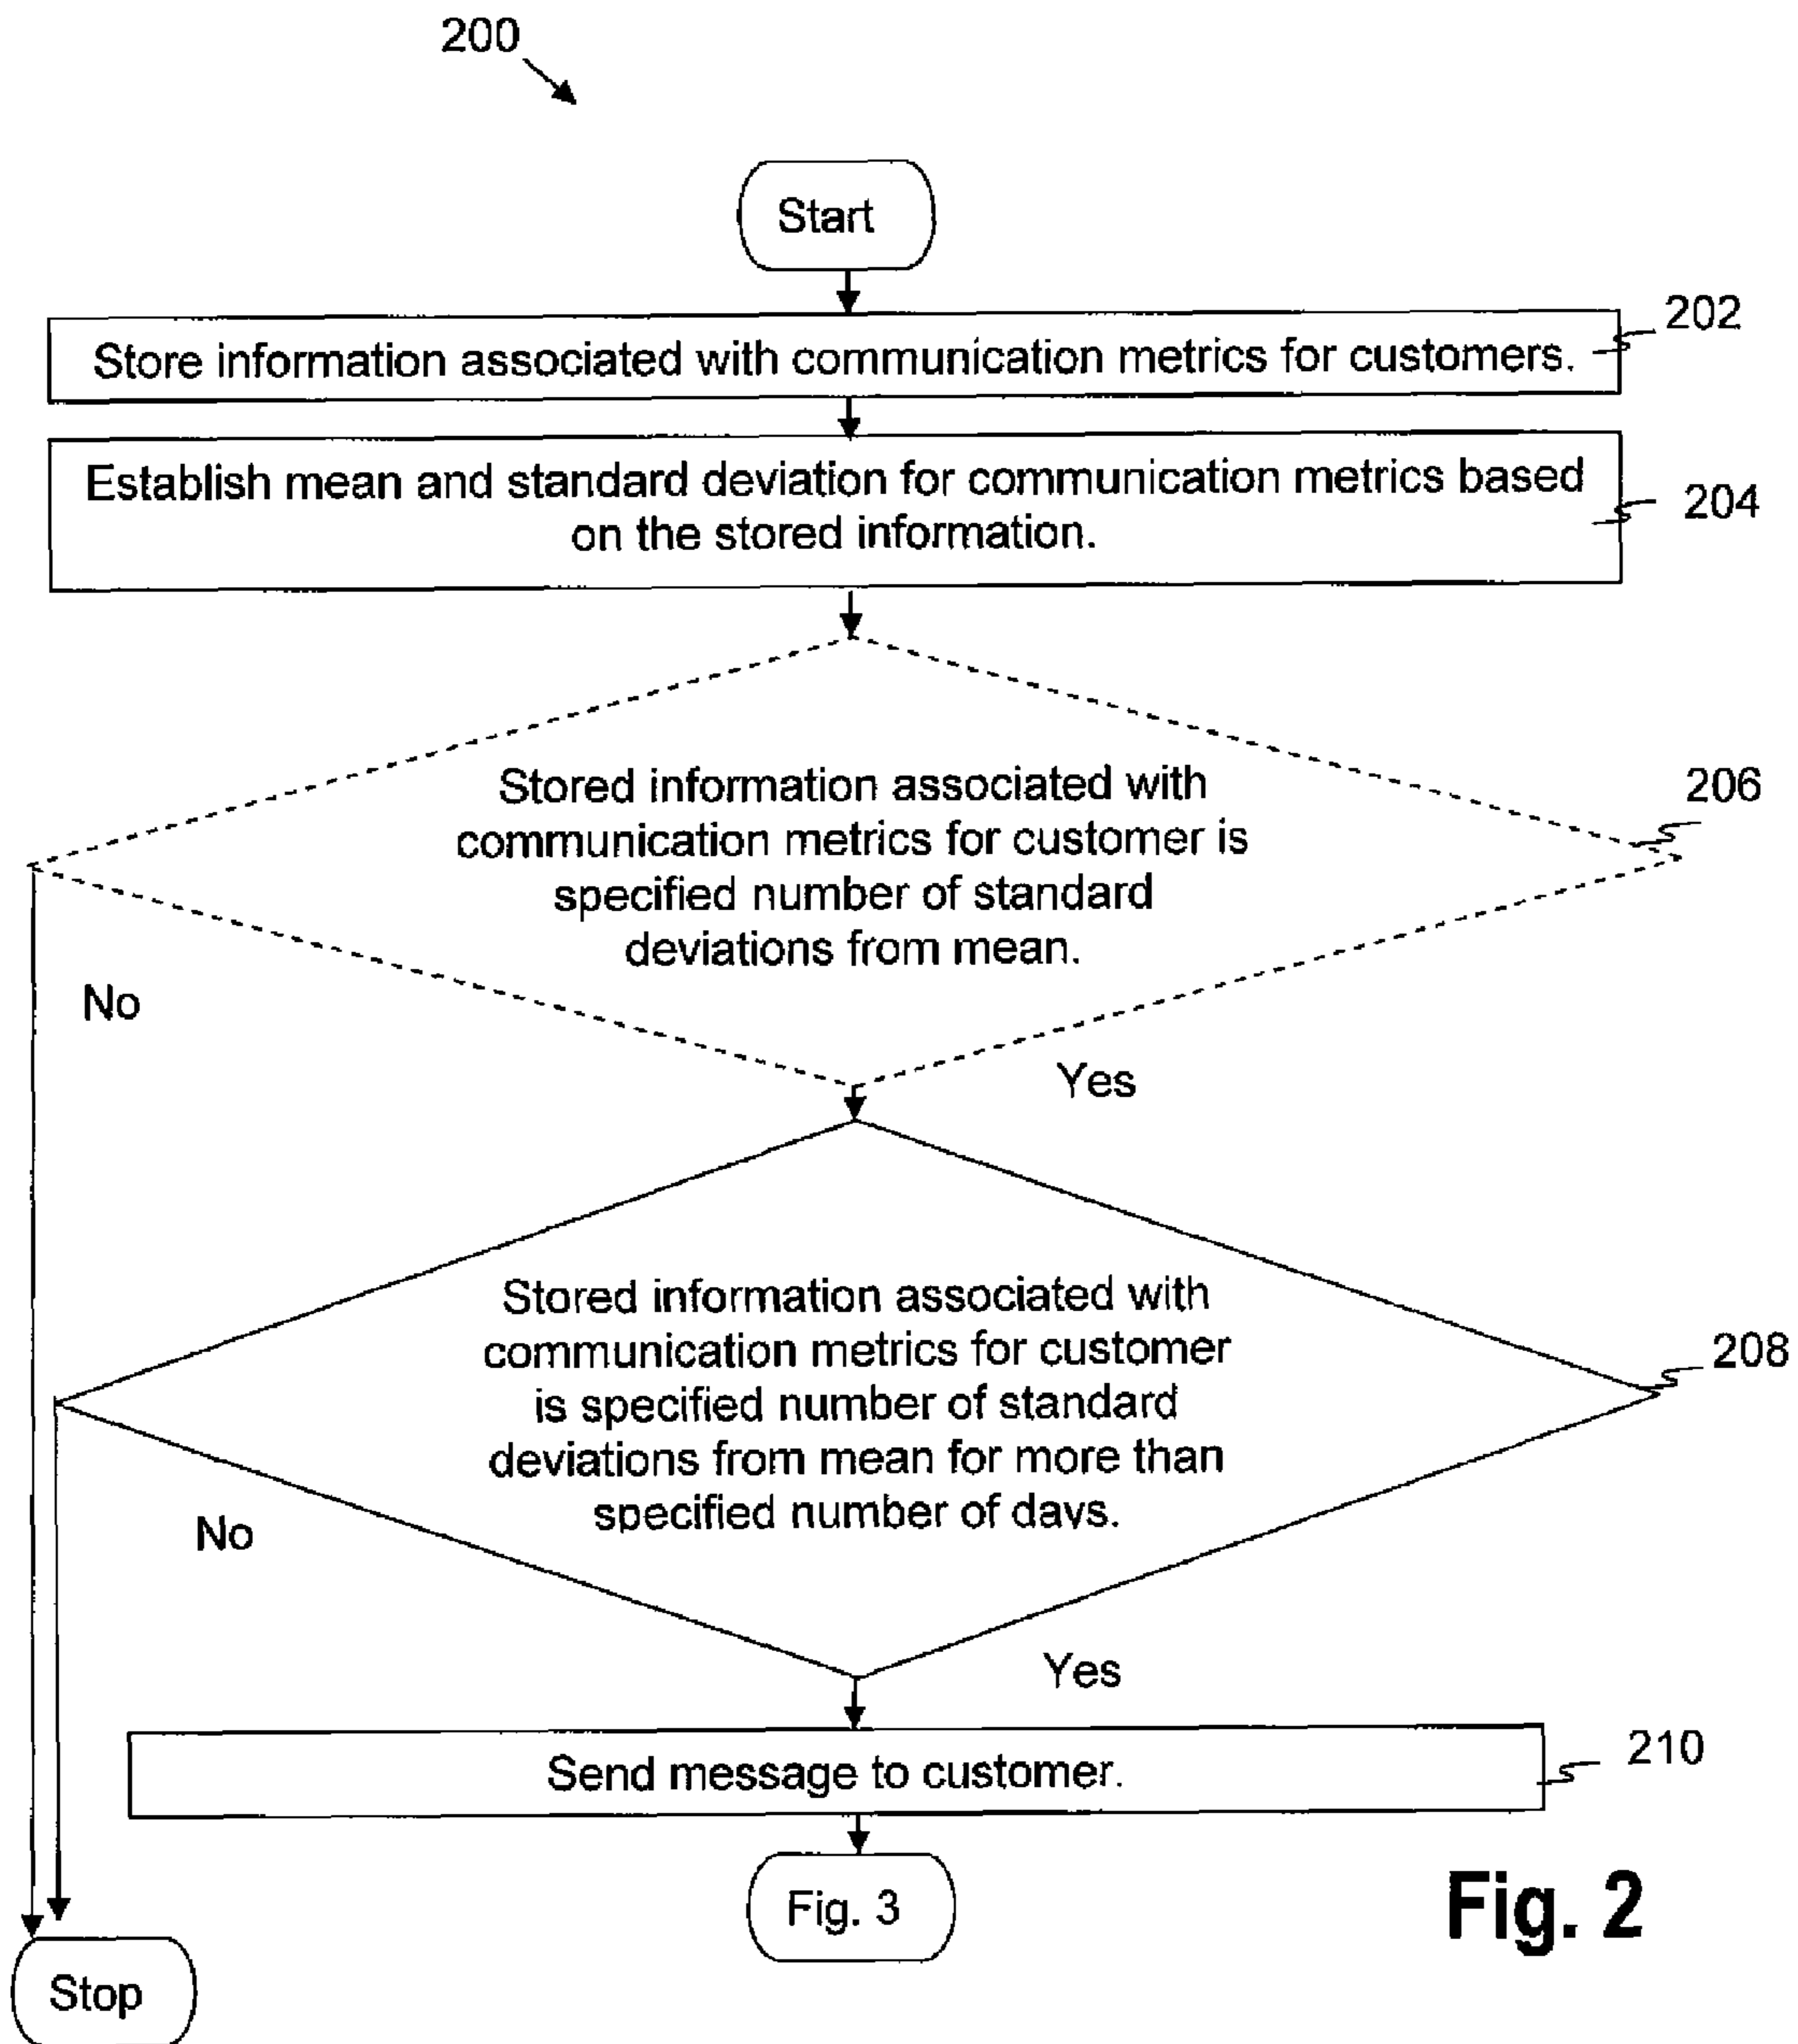 200
Start
202
Store information associated with communication metrics for customers.
Establish mean and standard deviation for communication metrics based
on the stored information.
204
Stored information associated with
communication metrics for customer is
specified number of standard
deviations from mean.
206
No
Yes
Stored information associated with
communication metrics for customer
is specified number of standard
deviations from mean for more than
specified number of days.
208
No
Yes
Send message to customer.
210
Fig. 3
Fig. 2
Stop